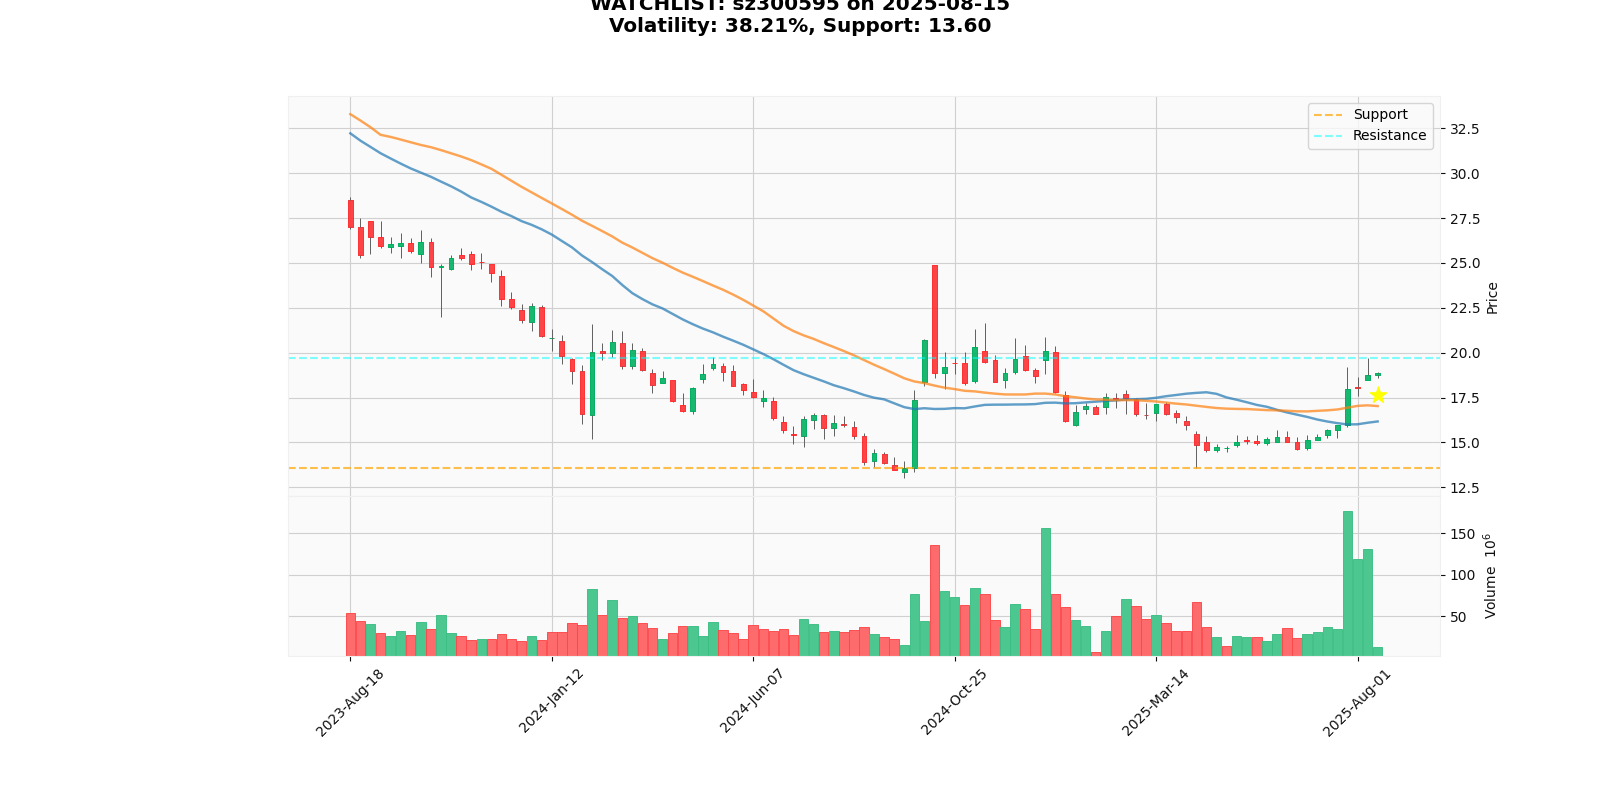 WATCHLIST: sz300595 on 2025-08-15
Volatility: 38.21%, Support: 13.60
Support
Resistance
32.5
30.0
27.5
25.0
22.5
20.0
17.5
15.0
12.5
Price
150
100
50
Volume 10⁶
2023-Aug-18
2024-Jan-12
2024-Jun-07
2024-Oct-25
2025-Mar-14
2025-Aug-01